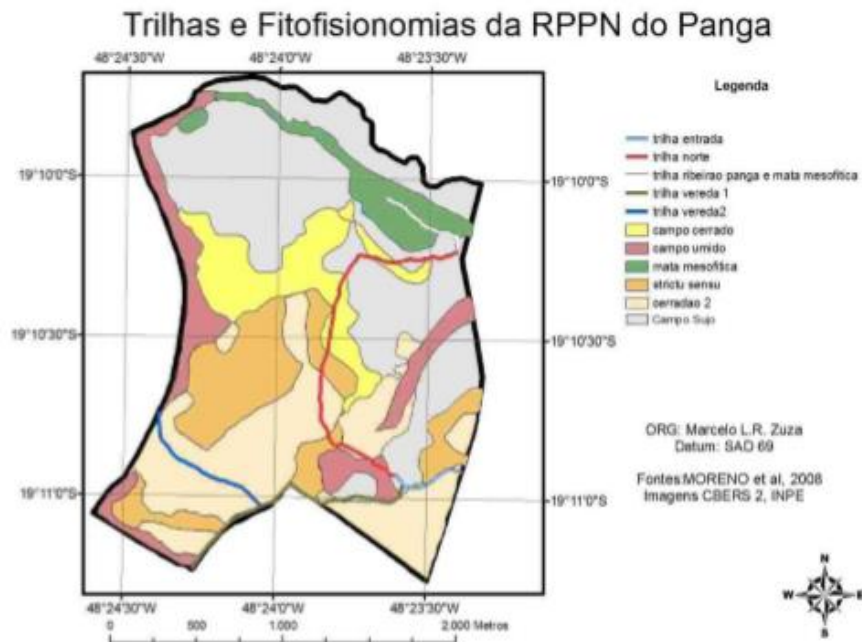 Trilhas e Fitofisionomias da RPPN do Panga
48°24'30"W 48°24'0"W 48°23'30"W
Legenda
trilha entrada
trilha norte
trilha ribeirao panga e mata mesofitica
trilha vereda 1
trilha vereda2
campo cerrado
campo umido
mata mesofitica
strictu sensu
cerradao 2
Campo Sujo
19°10'0"S 19°10'0"S
19°10'30"S 19°10'30"S
19°11'0"S 19°11'0"S
ORG: Marcelo L.R. Zuza
Datum: SAD 69
Fontes:MORENO et al, 2008
Imagens CBERS 2, INPE
48°24'30"W 48°24'0"W 48°23'30"W
0 500 1.000 2.000 Metros
N
W E
S